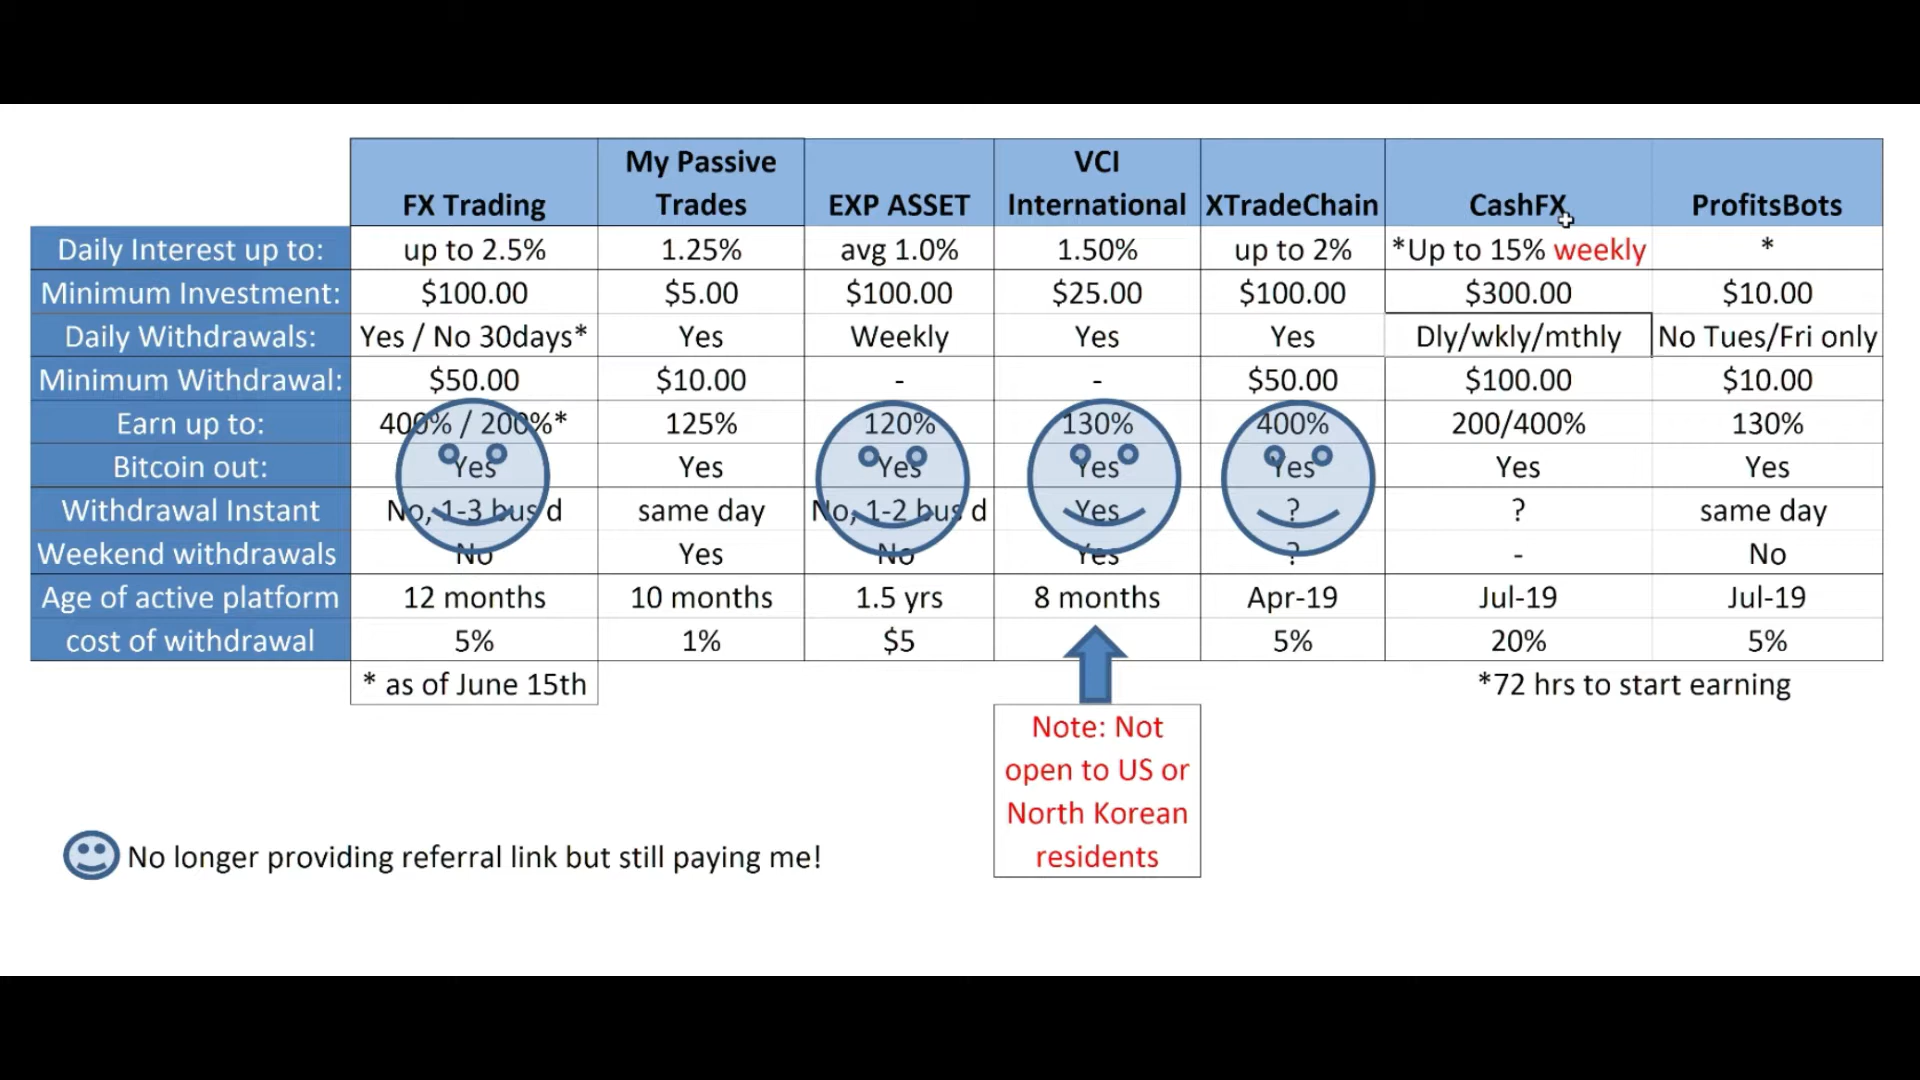 FX Trading My Passive Trades EXP ASSET VCI International XTradeChain CashFX ProfitsBots
Daily Interest up to: up to 2.5% 1.25% avg 1.0% 1.50% up to 2% *Up to 15% weekly *
Minimum Investment: $100.00 $5.00 $100.00 $25.00 $100.00 $300.00 $10.00
Daily Withdrawals: Yes / No 30days* Yes Weekly Yes Yes Dly/wkly/mthly No Tues/Fri only
Minimum Withdrawal: $50.00 $10.00 - - $50.00 $100.00 $10.00
Earn up to: 400% / 200%* 125% 120% 130% 400% 200/400% 130%
Bitcoin out: Yes Yes Yes Yes Yes Yes Yes
Withdrawal Instant No, 1-3 bus d same day No, 1-2 bus d Yes ? ? same day
Weekend withdrawals No Yes No Yes ? - No
Age of active platform 12 months 10 months 1.5 yrs 8 months Apr-19 Jul-19 Jul-19
cost of withdrawal 5% 1% $5 5% 20% 5%
* as of June 15th *72 hrs to start earning
Note: Not
open to US or
North Korean
residents
No longer providing referral link but still paying me!